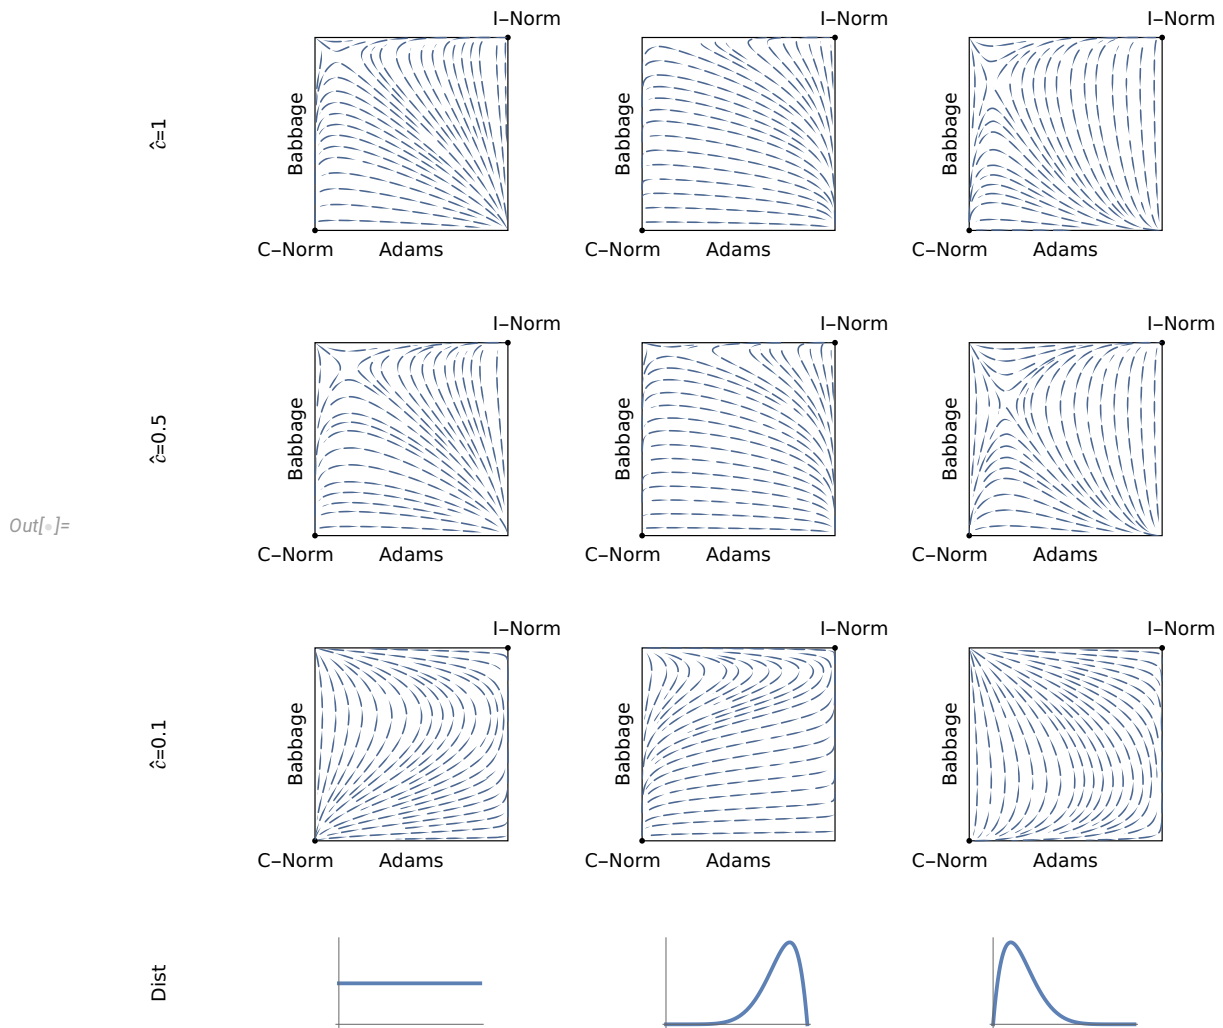 I–Norm I–Norm I–Norm
ĉ=1 Babbage Babbage Babbage
C–Norm Adams C–Norm Adams C–Norm Adams
I–Norm I–Norm I–Norm
ĉ=0.5 Babbage Babbage Babbage
Out[•]=
C–Norm Adams C–Norm Adams C–Norm Adams
I–Norm I–Norm I–Norm
ĉ=0.1 Babbage Babbage Babbage
C–Norm Adams C–Norm Adams C–Norm Adams
Dist